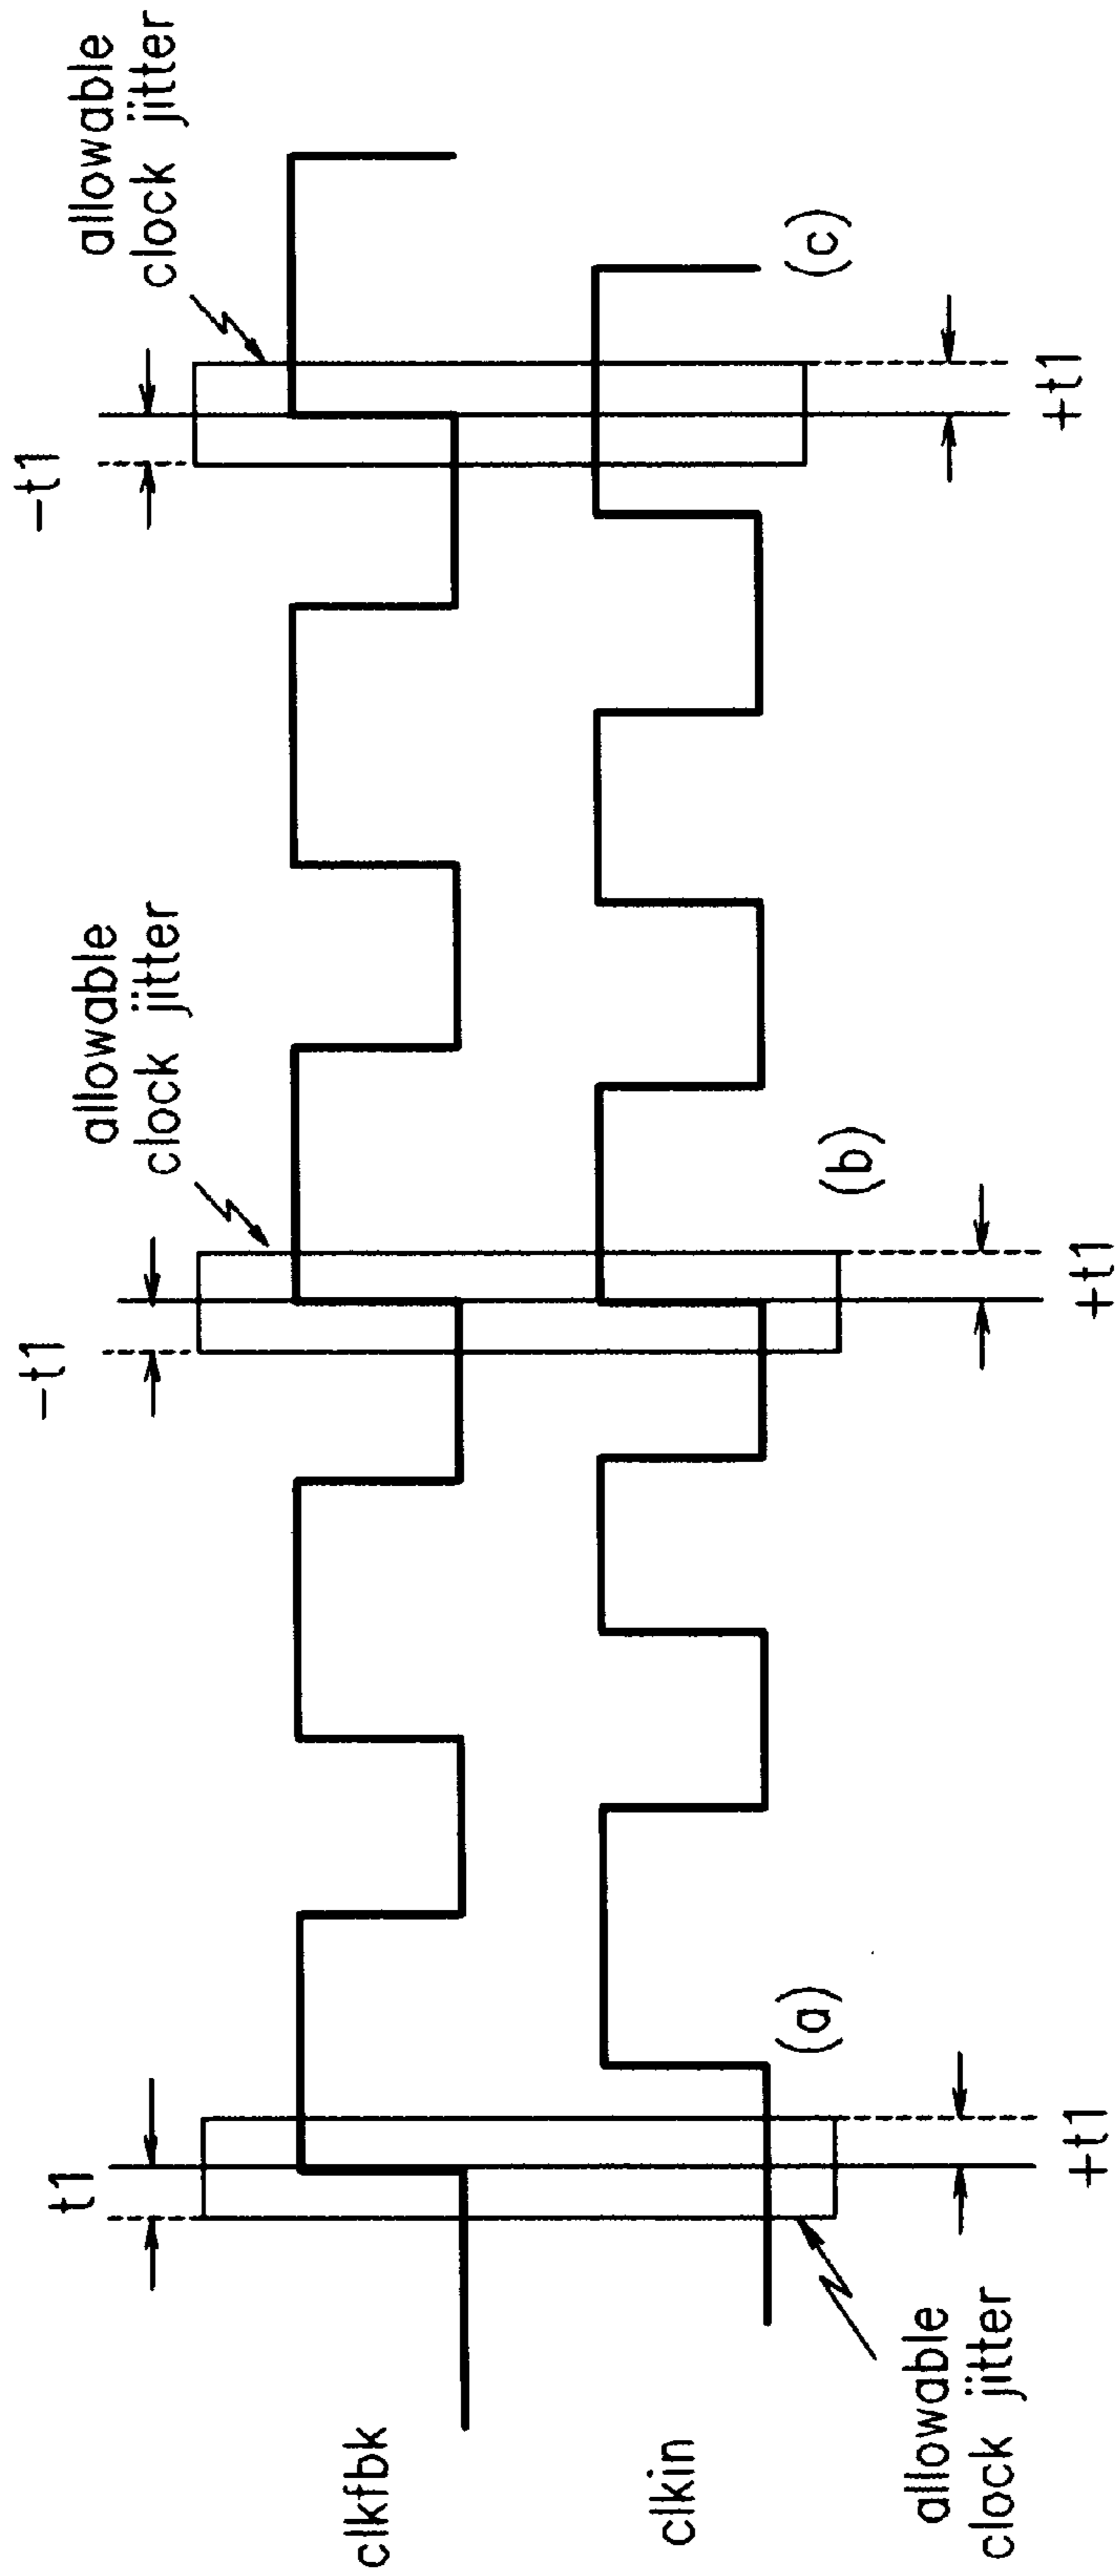 t1
-t1
-t1
allowable
clock jitter
allowable
clock jitter
clkfbk
clkin
(a)
(b)
(c)
allowable
clock jitter
+t1
+t1
+t1